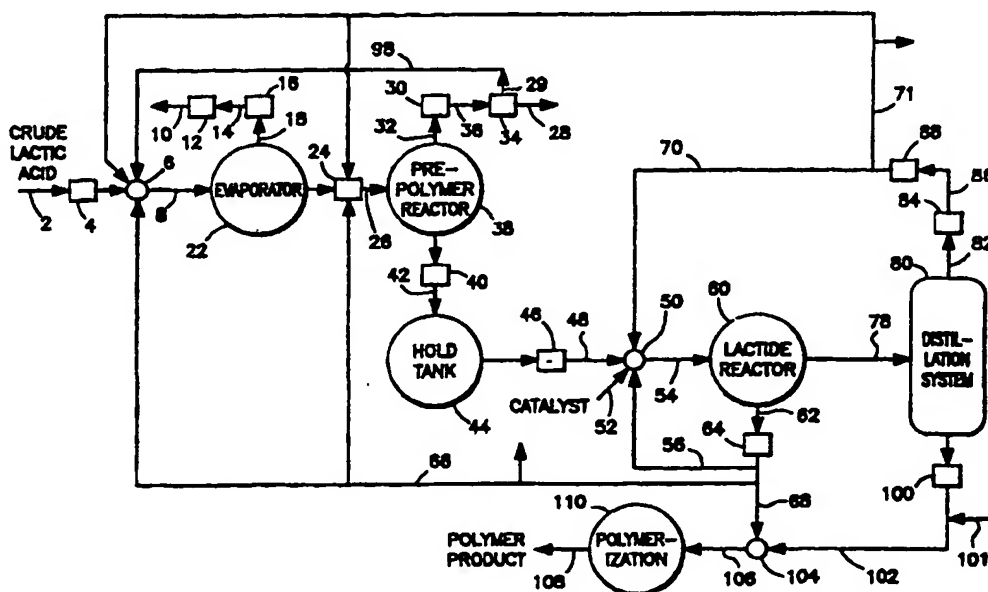 98
16
30
29
71
10
12
14
18
32
36
34
28
CRUDE
LACTIC
ACID
6
24
70
88
86
84
82
EVAPORATOR
PRE-
POLYMER
REACTOR
2
4
8
22
26
38
80
42
40
46
48
50
60
78
HOLD
TANK
LACTIDE
REACTOR
DISTIL-
LATION
SYSTEM
44
CATALYST
52
54
62
64
56
66
68
100
110
POLYMER
PRODUCT
POLYMER-
IZATION
108
106
104
102
101